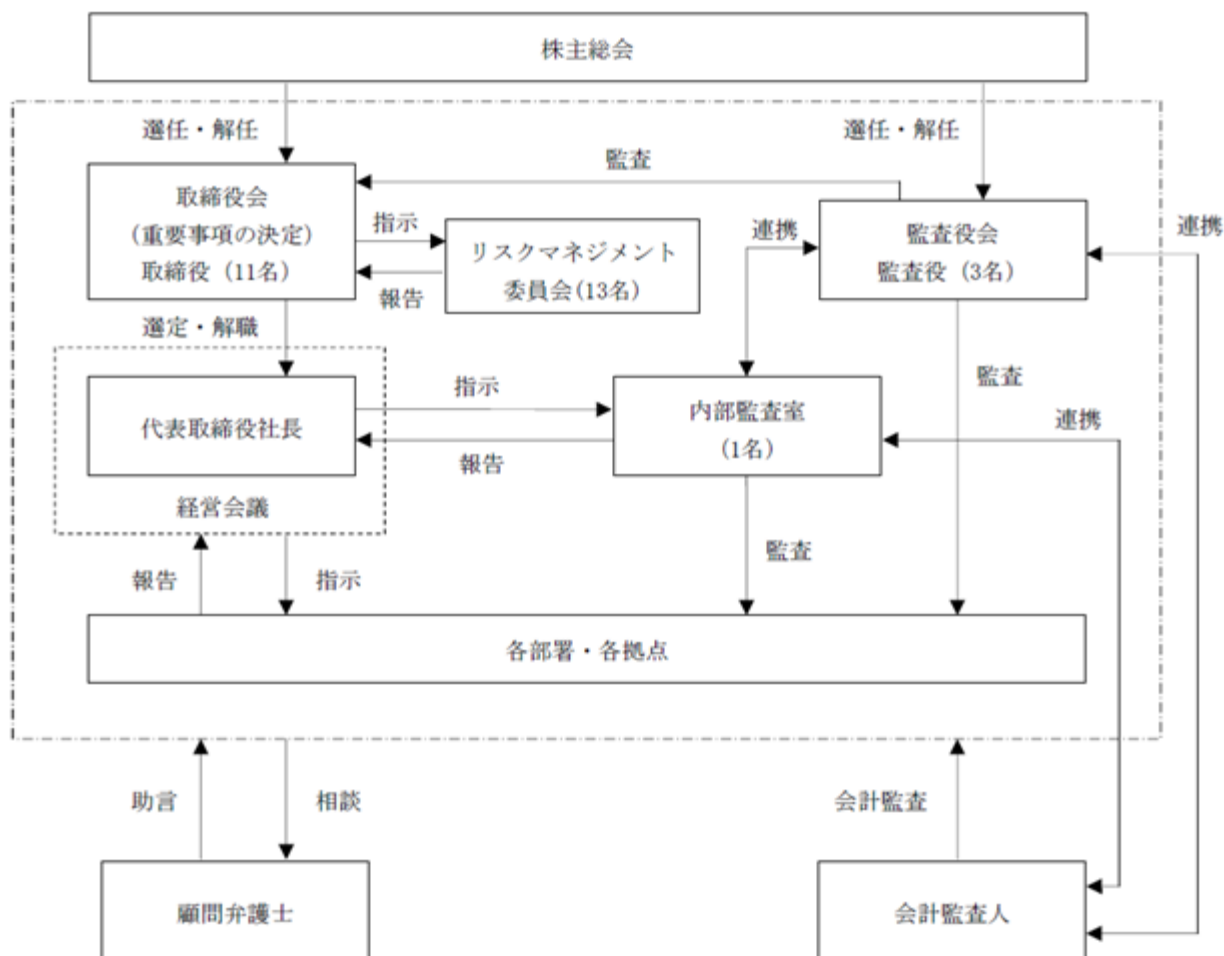 株主総会
選任・解任
選任・解任
監査
取締役会
(重要事項の決定)
取締役 (11名)
指示
報告
リスクマネジメント
委員会(13名)
連携
監査役会
監査役 (3名)
連携
選定・解職
代表取締役社長
経営会議
指示
報告
内部監査室
(1名)
監査
連携
報告
指示
監査
各部署・各拠点
助言
相談
会計監査
顧問弁護士
会計監査人